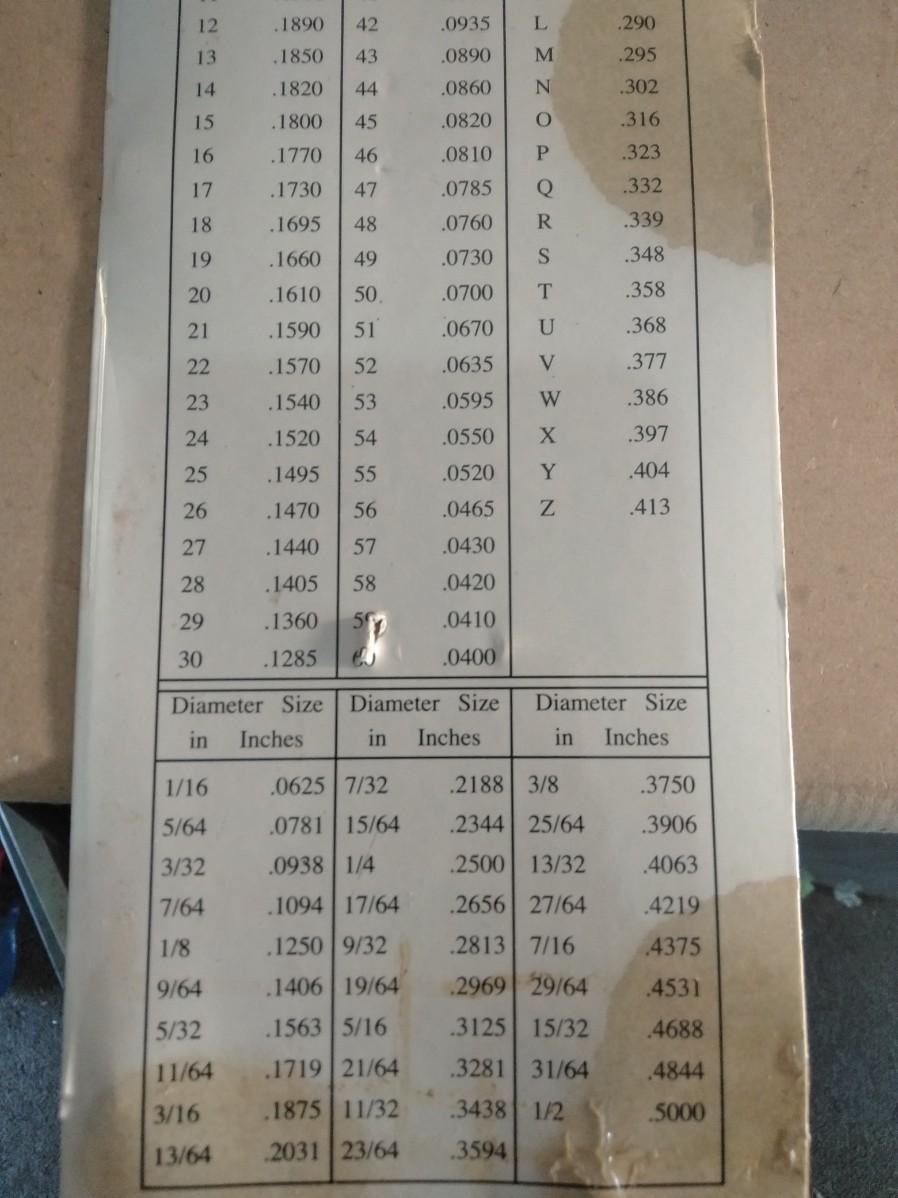 12 .1890 42 .0935 L .290
13 .1850 43 .0890 M .295
14 .1820 44 .0860 N .302
15 .1800 45 .0820 O .316
16 .1770 46 .0810 P .323
17 .1730 47 .0785 Q .332
18 .1695 48 .0760 R .339
19 .1660 49 .0730 S .348
20 .1610 50 .0700 T .358
21 .1590 51 .0670 U .368
22 .1570 52 .0635 V .377
23 .1540 53 .0595 W .386
24 .1520 54 .0550 X .397
25 .1495 55 .0520 Y .404
26 .1470 56 .0465 Z .413
27 .1440 57 .0430
28 .1405 58 .0420
29 .1360 59 .0410
30 .1285 60 .0400
Diameter Size Diameter Size Diameter Size
in Inches in Inches in Inches
1/16 .0625 7/32 .2188 3/8 .3750
5/64 .0781 15/64 .2344 25/64 .3906
3/32 .0938 1/4 .2500 13/32 .4063
7/64 .1094 17/64 .2656 27/64 .4219
1/8 .1250 9/32 .2813 7/16 .4375
9/64 .1406 19/64 .2969 29/64 .4531
5/32 .1563 5/16 .3125 15/32 .4688
11/64 .1719 21/64 .3281 31/64 .4844
3/16 .1875 11/32 .3438 1/2 .5000
13/64 .2031 23/64 .3594